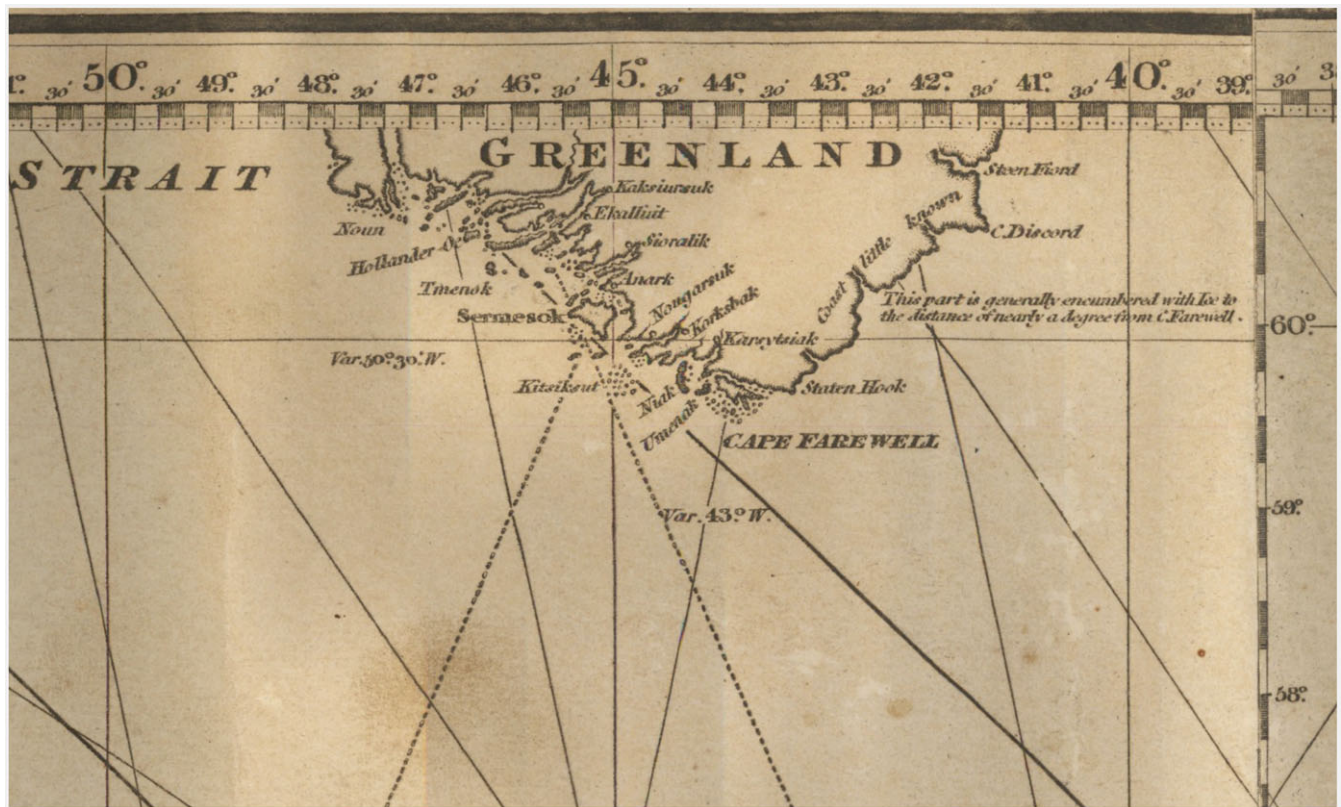 30' 50°. 30' 49°. 30' 48°. 30' 47°. 30' 46°. 30' 45°. 30' 44°. 30' 43°. 30' 42°. 30' 41°. 30' 40°. 30' 39°. 30'
STRAIT
GREENLAND
Steen Fiord
Kaksiursuk
Ekalluit
Noun
Hollander Oe
Sioralik
C. Discord
Coast little known
Anark
Tmenok
Nougarsuk
This part is generally encumbered with Ice to
the distance of nearly a degree from C. Farewell.
Sermesok
Korksbak
60°.
Karsytsiak
Var. 50°. 30'. W.
Kitsiksut
Staten Hook
Niak
Umenak
CAPE FAREWELL
59°.
Var. 43°. W.
58°.